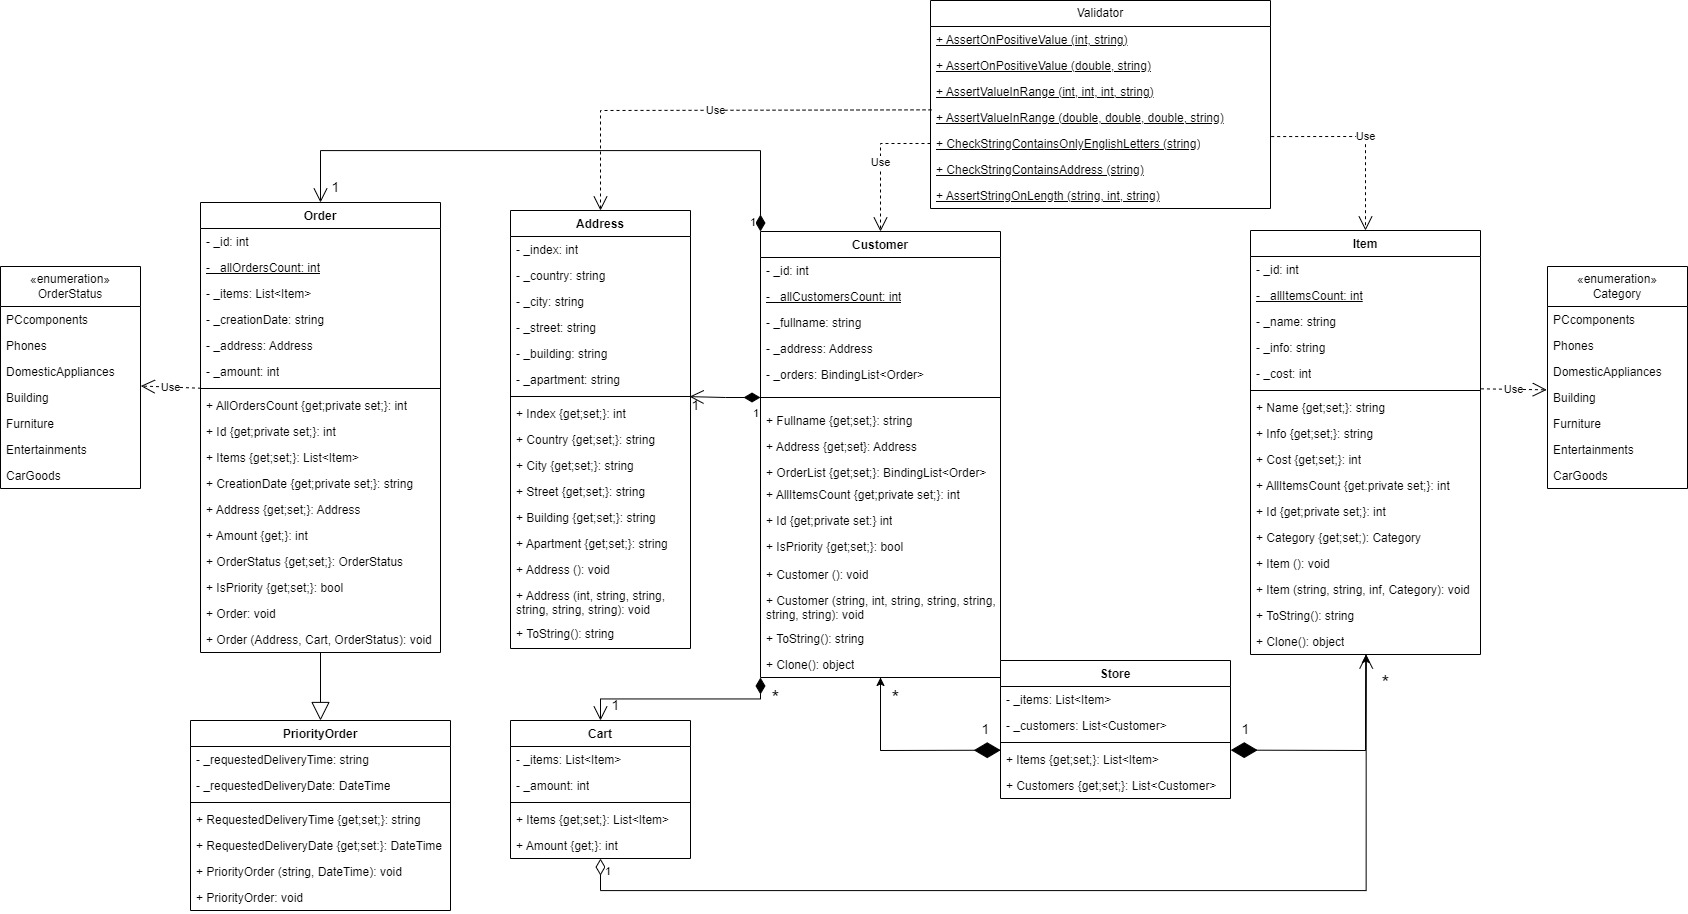 Validator
+ AssertOnPositiveValue (int, string)
+ AssertOnPositiveValue (double, string)
+ AssertValueInRange (int, int, int, string)
+ AssertValueInRange (double, double, double, string)
+ CheckStringContainsOnlyEnglishLetters (string)
+ CheckStringContainsAddress (string)
+ AssertStringOnLength (string, int, string)
Use
Use
Use
1
Order
- _id: int
- _allOrdersCount: int
- _items: List<Item>
- _creationDate: string
- _address: Address
- _amount: int
+ AllOrdersCount {get;private set;}: int
+ Id {get;private set;}: int
+ Items {get;set;}: List<Item>
+ CreationDate {get;private set;}: string
+ Address {get;set;}: Address
+ Amount {get;}: int
+ OrderStatus {get;set;}: OrderStatus
+ IsPriority {get;set;}: bool
+ Order: void
+ Order (Address, Cart, OrderStatus): void
«enumeration»
OrderStatus
PCcomponents
Phones
DomesticAppliances
Building
Furniture
Entertainments
CarGoods
Use
Address
- _index: int
- _country: string
- _city: string
- _street: string
- _building: string
- _apartment: string
+ Index {get;set;}: int
+ Country {get;set;}: string
+ City {get;set;}: string
+ Street {get;set;}: string
+ Building {get;set;}: string
+ Apartment {get;set;}: string
+ Address (): void
+ Address (int, string, string,
string, string, string): void
+ ToString(): string
1
1
1
Customer
- _id: int
- _allCustomersCount: int
- _fullname: string
- _address: Address
- _orders: BindingList<Order>
+ Fullname {get;set;}: string
+ Address {get;set}: Address
+ OrderList {get;set;}: BindingList<Order>
+ AllItemsCount {get;private set;}: int
+ Id {get;private set:} int
+ IsPriority {get;set;}: bool
+ Customer (): void
+ Customer (string, int, string, string, string,
string, string): void
+ ToString(): string
+ Clone(): object
Item
- _id: int
- _allItemsCount: int
- _name: string
- _info: string
- _cost: int
+ Name {get;set;}: string
+ Info {get;set;}: string
+ Cost {get;set;}: int
+ AllItemsCount {get:private set;}: int
+ Id {get;private set;}: int
+ Category {get;set;): Category
+ Item (): void
+ Item (string, string, inf, Category): void
+ ToString(): string
+ Clone(): object
Use
«enumeration»
Category
PCcomponents
Phones
DomesticAppliances
Building
Furniture
Entertainments
CarGoods
*
*
*
1
Store
- _items: List<Item>
- _customers: List<Customer>
+ Items {get;set;}: List<Item>
+ Customers {get;set;}: List<Customer>
1
1
PriorityOrder
- _requestedDeliveryTime: string
- _requestedDeliveryDate: DateTime
+ RequestedDeliveryTime {get;set;}: string
+ RequestedDeliveryDate {get;set:}: DateTime
+ PriorityOrder (string, DateTime): void
+ PriorityOrder: void
Cart
- _items: List<Item>
- _amount: int
+ Items {get;set;}: List<Item>
+ Amount {get;}: int
1